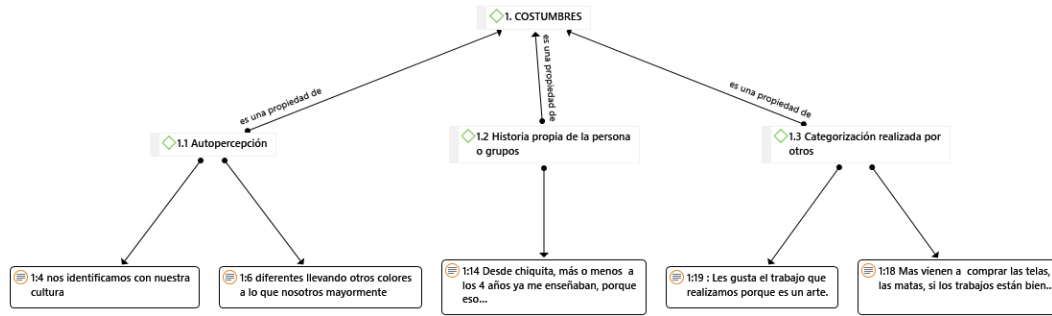 1. COSTUMBRES
es una propiedad de
es una propiedad de
es una propiedad de
1.1 Autopercepción
1.2 Historia propia de la persona
o grupos
1.3 Categorización realizada por
otros
1:4 nos identificamos con nuestra
cultura
1:6 diferentes llevando otros colores
a lo que nosotros mayormente
1:14 Desde chiquita, más o menos a
los 4 años ya me enseñaban, porque
eso...
1:19 : Les gusta el trabajo que
realizamos porque es un arte.
1:18 Mas vienen a comprar las telas,
las matas, si los trabajos están bien...